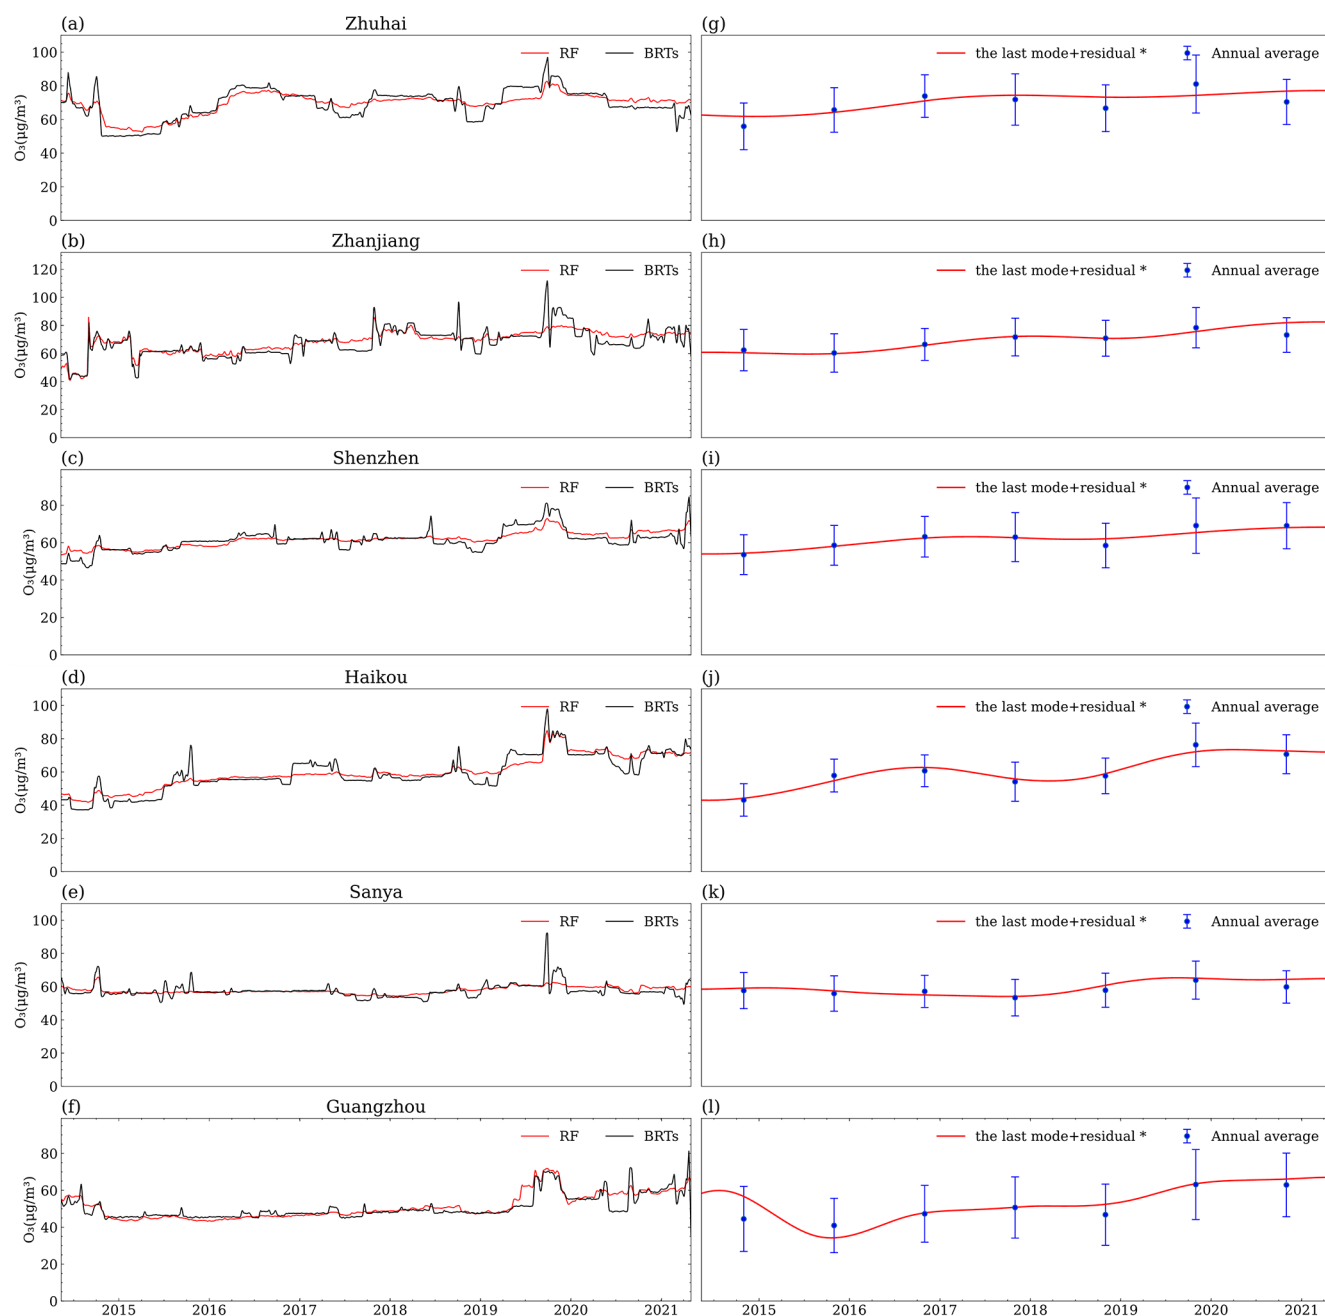 (a) Zhuhai (g)
RF BRTs the last mode+residual * Annual average
O₃(μg/m³)
100
80
60
40
20
0
(b) Zhanjiang (h)
RF BRTs the last mode+residual * Annual average
O₃(μg/m³)
120
100
80
60
40
20
0
(c) Shenzhen (i)
RF BRTs the last mode+residual * Annual average
O₃(μg/m³)
80
60
40
20
0
(d) Haikou (j)
RF BRTs the last mode+residual * Annual average
O₃(μg/m³)
100
80
60
40
20
0
(e) Sanya (k)
RF BRTs the last mode+residual * Annual average
O₃(μg/m³)
100
80
60
40
20
0
(f) Guangzhou (l)
RF BRTs the last mode+residual * Annual average
O₃(μg/m³)
80
60
40
20
0
2015 2016 2017 2018 2019 2020 2021 2015 2016 2017 2018 2019 2020 2021